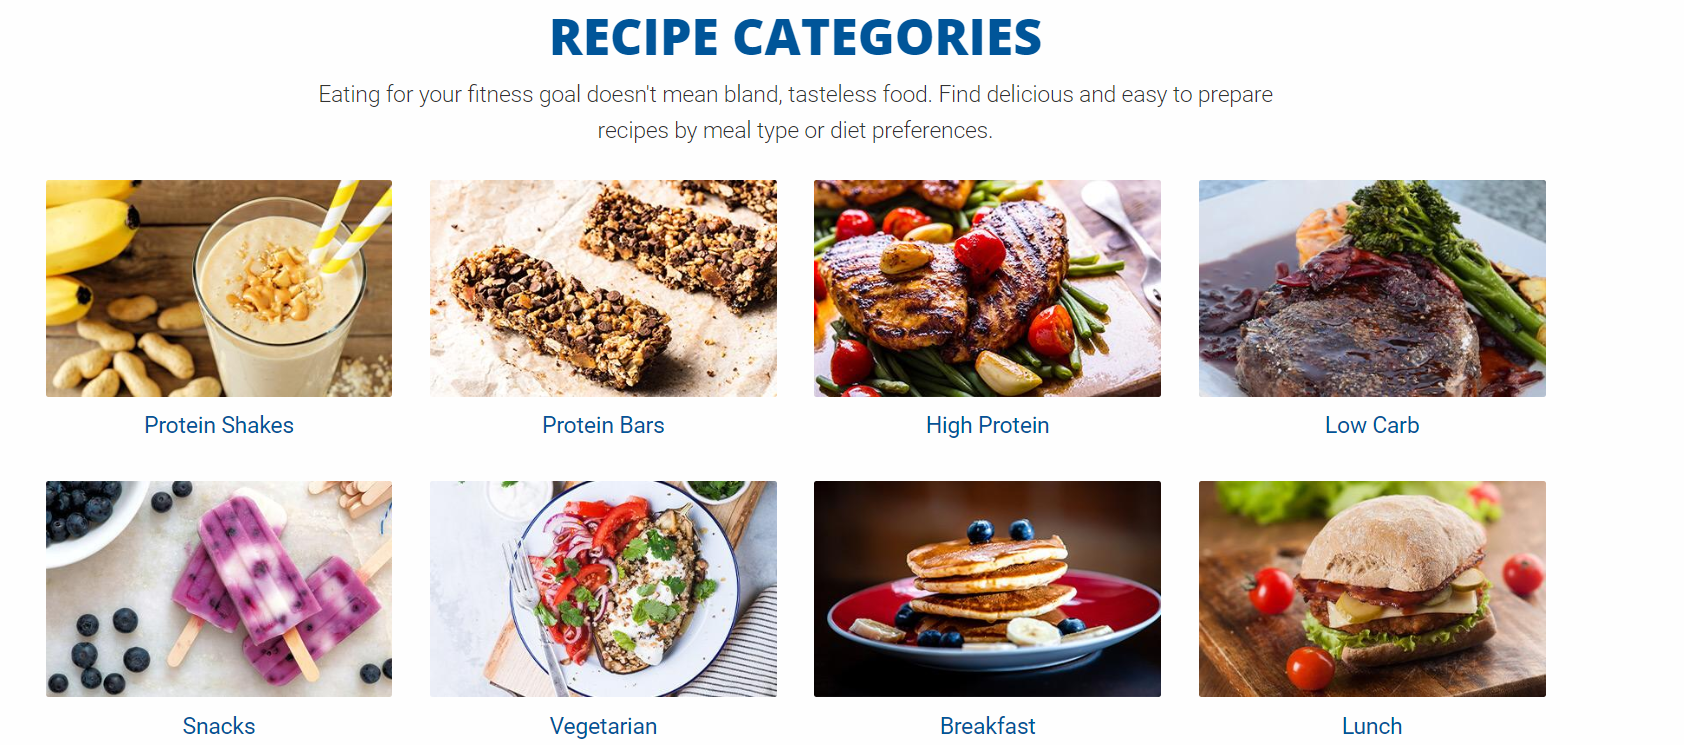 RECIPE CATEGORIES
Eating for your fitness goal doesn't mean bland, tasteless food. Find delicious and easy to prepare
recipes by meal type or diet preferences.
Protein Shakes
Protein Bars
High Protein
Low Carb
Snacks
Vegetarian
Breakfast
Lunch